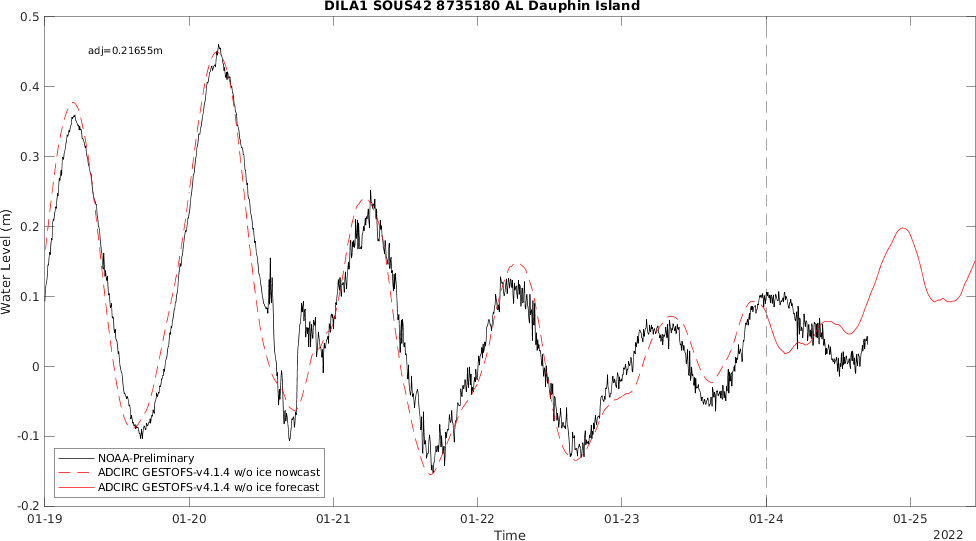 DILA1 SOUS42 8735180 AL Dauphin Island
adj=0.21655m
0.5
0.4
0.3
0.2
0.1
0
-0.1
-0.2
Water Level (m)
NOAA-Preliminary
ADCIRC GESTOFS-v4.1.4 w/o ice nowcast
ADCIRC GESTOFS-v4.1.4 w/o ice forecast
01-19 01-20 01-21 01-22 01-23 01-24 01-25
Time
2022